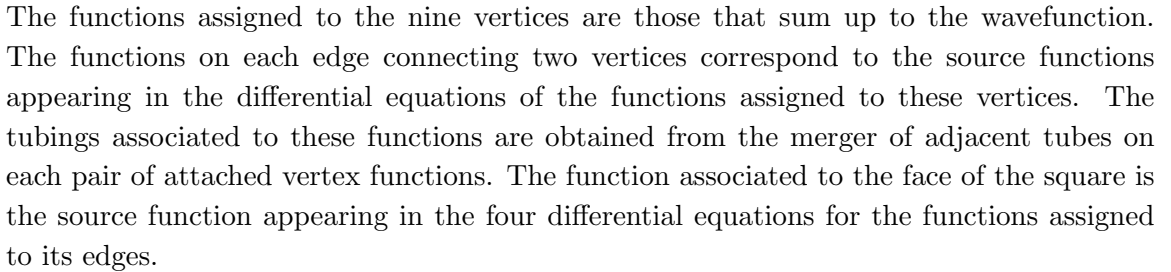 The functions assigned to the nine vertices are those that sum up to the wavefunction.
The functions on each edge connecting two vertices correspond to the source functions
appearing in the differential equations of the functions assigned to these vertices. The
tubings associated to these functions are obtained from the merger of adjacent tubes on
each pair of attached vertex functions. The function associated to the face of the square is
the source function appearing in the four differential equations for the functions assigned
to its edges.